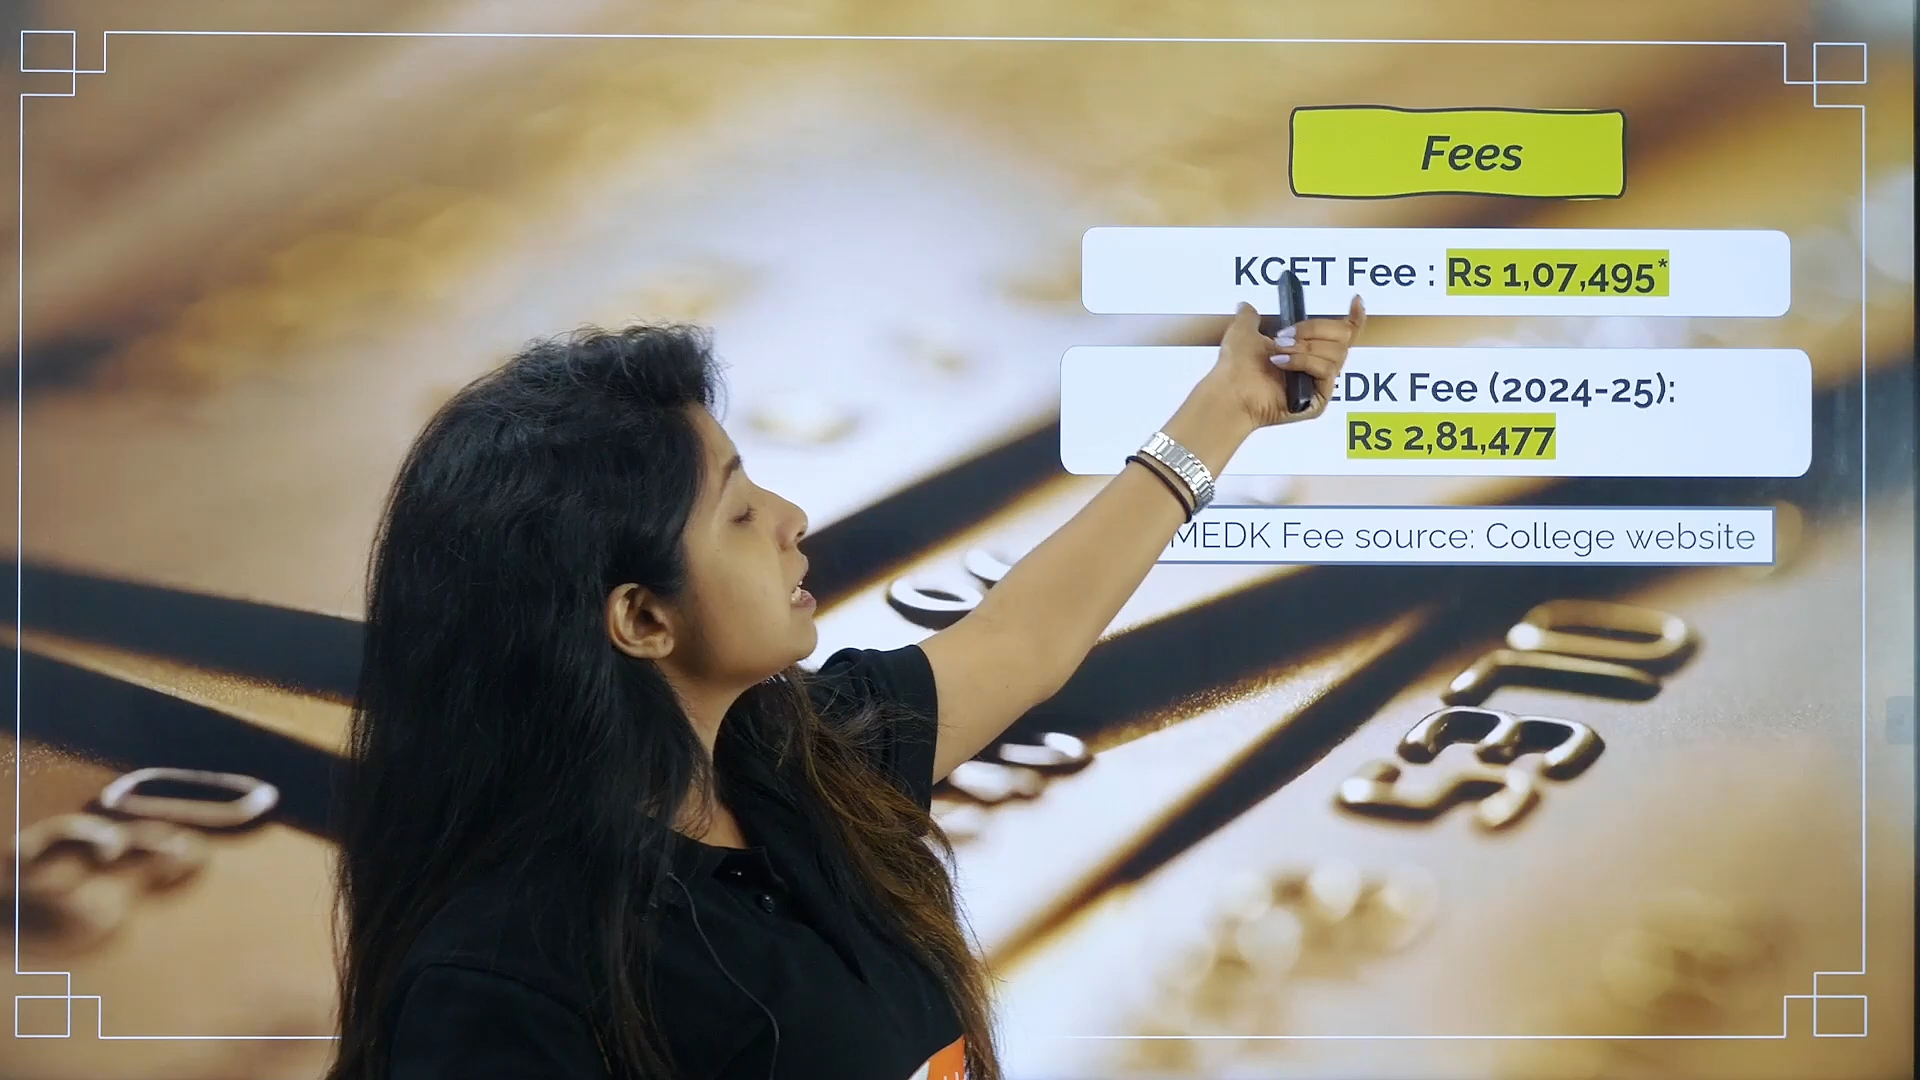 Fees
KCET Fee : Rs 1,07,495*
EDK Fee (2024-25):
Rs 2,81,477
MEDK Fee source: College website